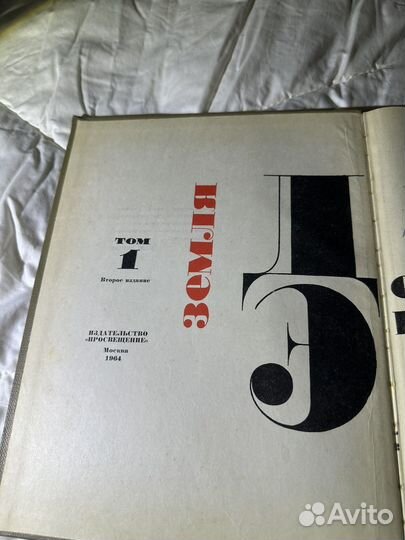 ТОМ
1
Второе издание
ИЗДАТЕЛЬСТВО
«ПРОСВЕЩЕНИЕ»
Москва
1964
ЗЕМЛЯ
Д
Э
Avito